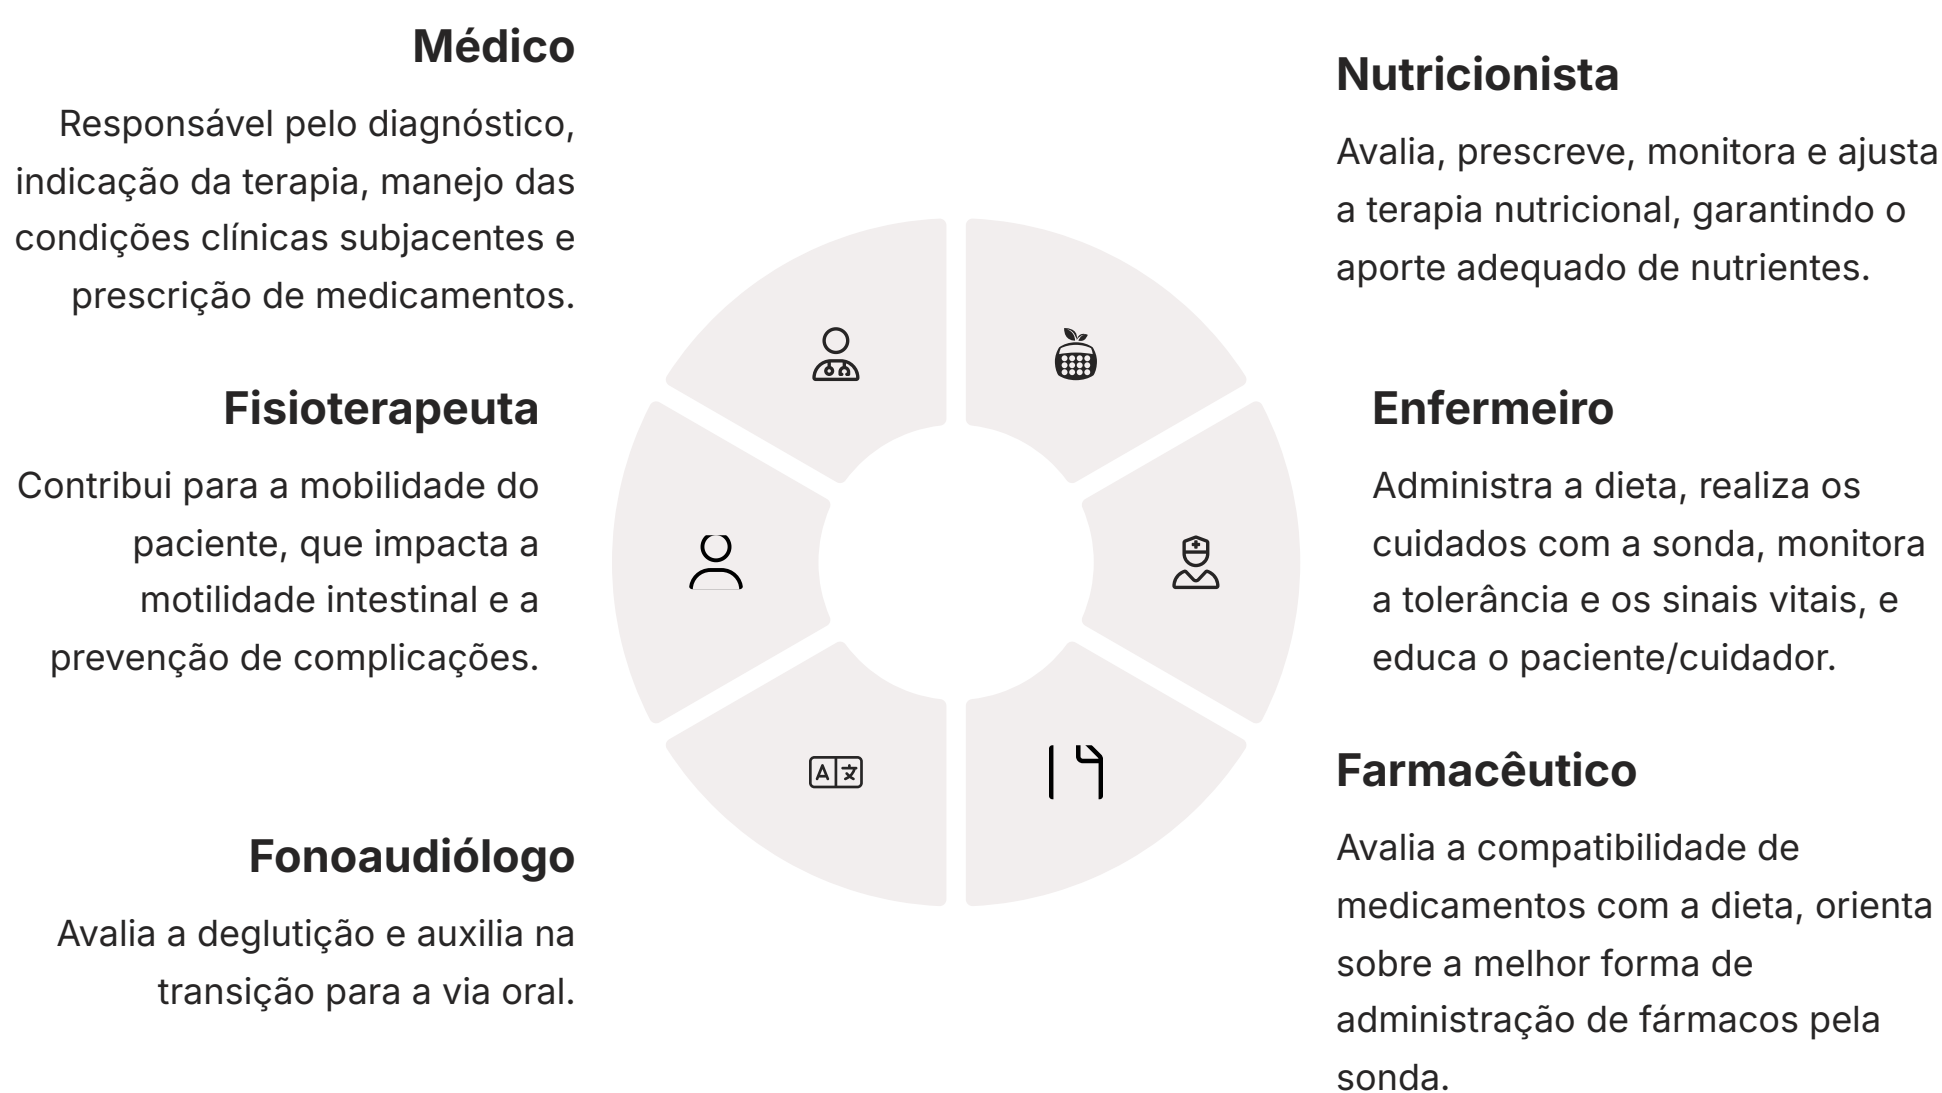 Médico
Responsável pelo diagnóstico,
indicação da terapia, manejo das
condições clínicas subjacentes e
prescrição de medicamentos.
Nutricionista
Avalia, prescreve, monitora e ajusta
a terapia nutricional, garantindo o
aporte adequado de nutrientes.
Fisioterapeuta
Contribui para a mobilidade do
paciente, que impacta a
motilidade intestinal e a
prevenção de complicações.
Enfermeiro
Administra a dieta, realiza os
cuidados com a sonda, monitora
a tolerância e os sinais vitais, e
educa o paciente/cuidador.
Fonoaudiólogo
Avalia a deglutição e auxilia na
transição para a via oral.
Farmacêutico
Avalia a compatibilidade de
medicamentos com a dieta, orienta
sobre a melhor forma de
administração de fármacos pela
sonda.
A 文